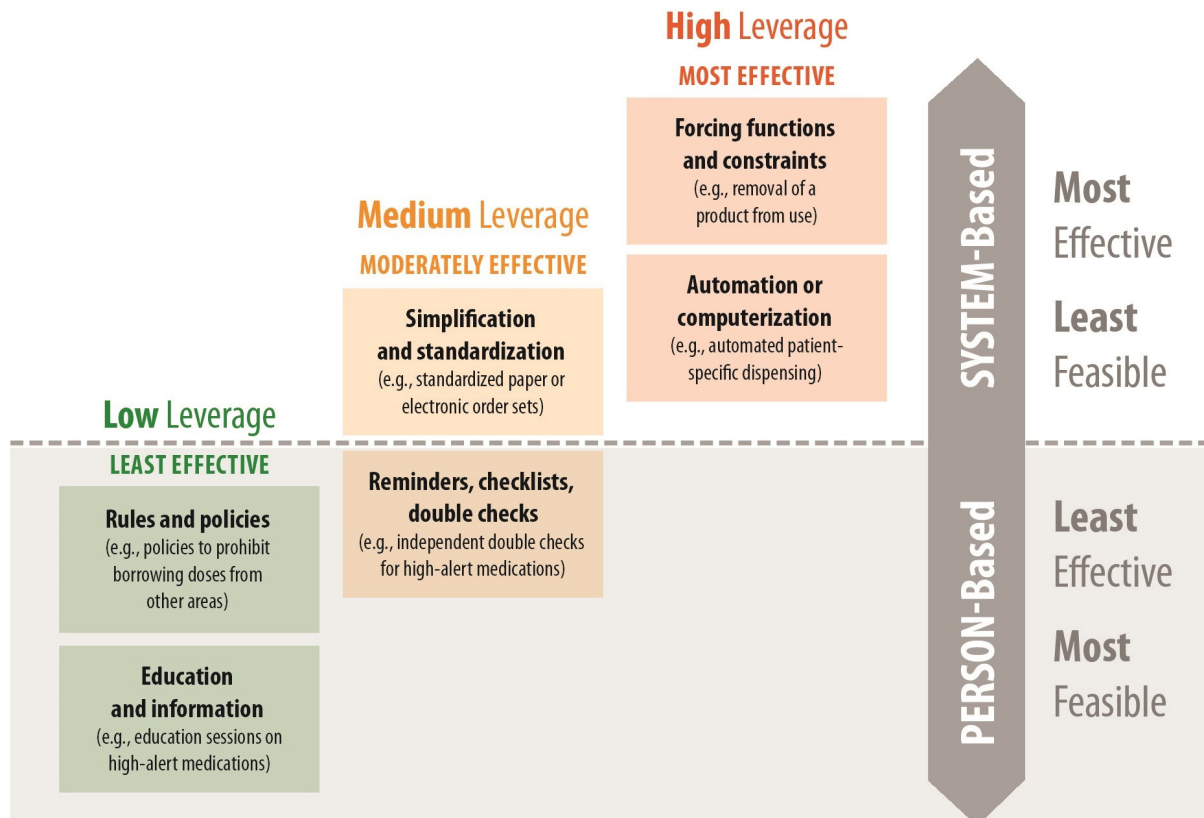 High Leverage
MOST EFFECTIVE
Forcing functions
and constraints
(e.g., removal of a
product from use)
Automation or
computerization
(e.g., automated patient-
specific dispensing)
Medium Leverage
MODERATELY EFFECTIVE
Simplification
and standardization
(e.g., standardized paper or
electronic order sets)
Reminders, checklists,
double checks
(e.g., independent double checks
for high-alert medications)
Low Leverage
LEAST EFFECTIVE
Rules and policies
(e.g., policies to prohibit
borrowing doses from
other areas)
Education
and information
(e.g., education sessions on
high-alert medications)
SYSTEM-Based
PERSON-Based
Most
Effective
Least
Feasible
Least
Effective
Most
Feasible